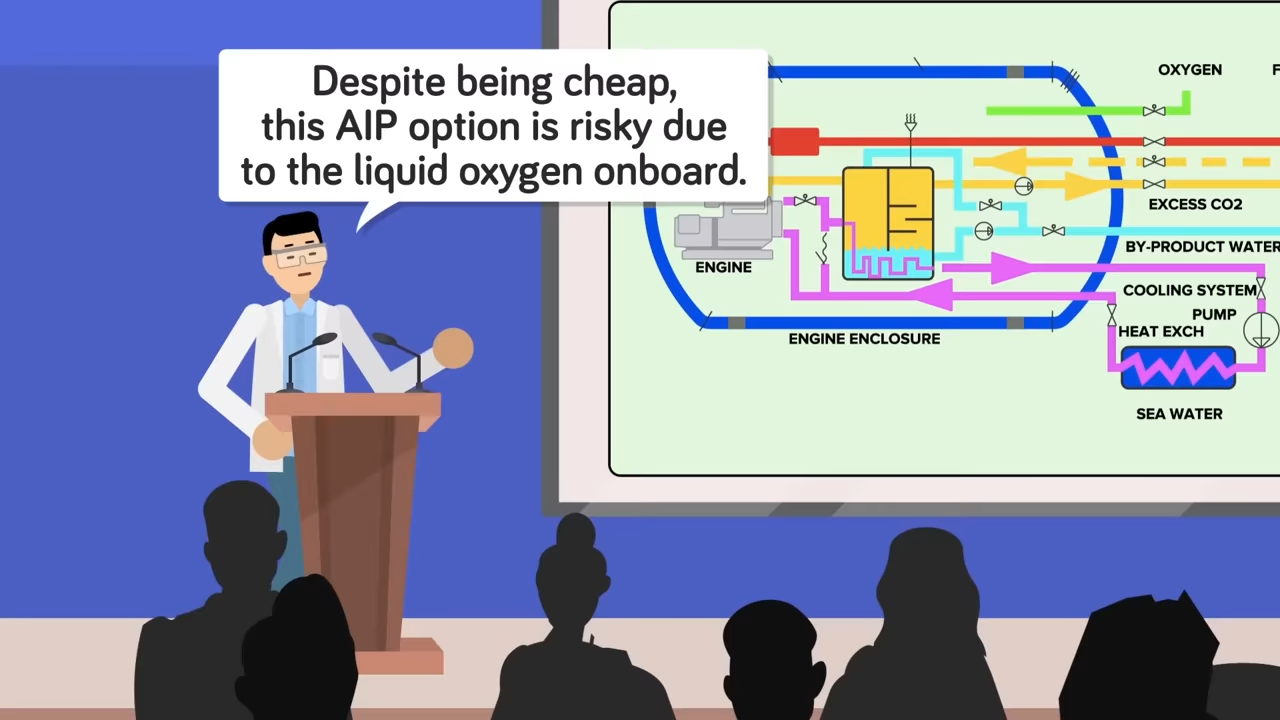 Despite being cheap,
this AIP option is risky due
to the liquid oxygen onboard.
OXYGEN
EXCESS CO2
BY-PRODUCT WATER
ENGINE
COOLING SYSTEM
PUMP
HEAT EXCH
ENGINE ENCLOSURE
SEA WATER